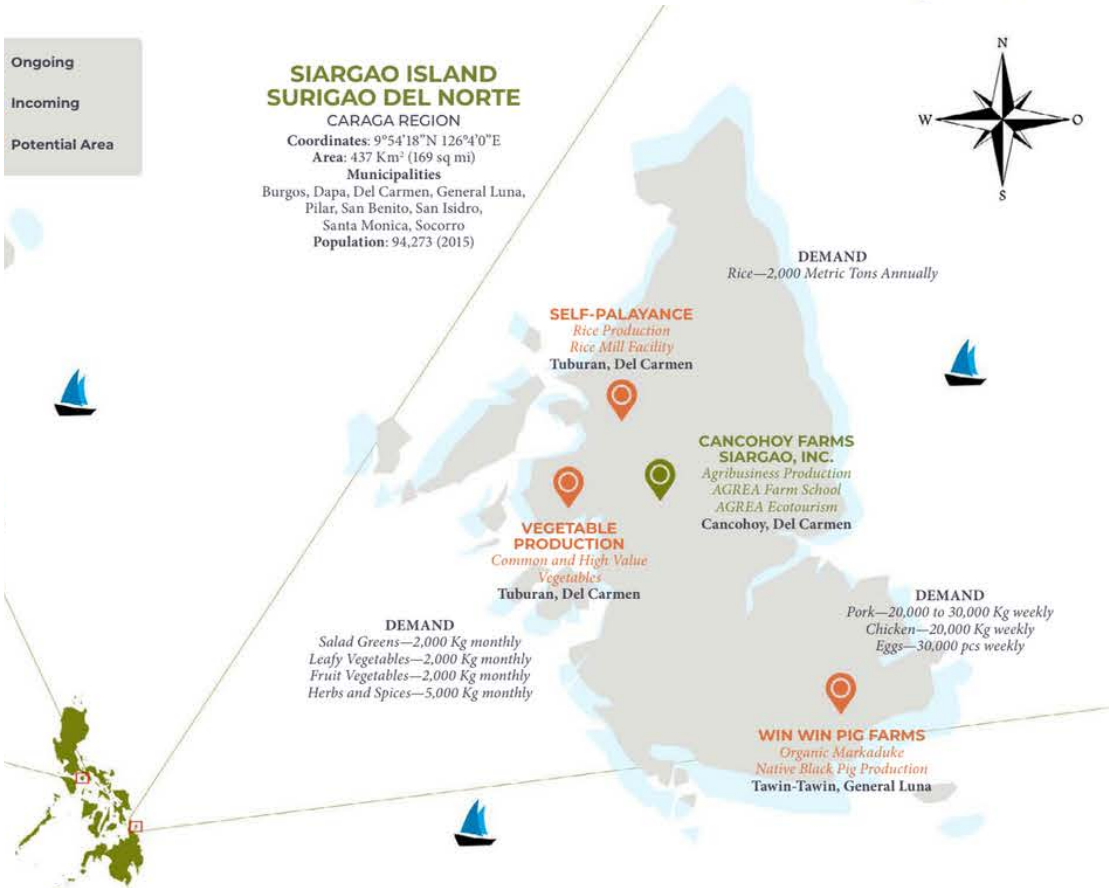 Ongoing
Incoming
Potential Area
SIARGAO ISLAND
SURIGAO DEL NORTE
CARAGA REGION
Coordinates: 9°54'18"N 126°4'0"E
Area: 437 Km² (169 sq mi)
Municipalities
Burgos, Dapa, Del Carmen, General Luna,
Pilar, San Benito, San Isidro,
Santa Monica, Socorro
Population: 94,273 (2015)
N
W
O
S
DEMAND
Rice—2,000 Metric Tons Annually
SELF-PALAYANCE
Rice Production
Rice Mill Facility
Tuburan, Del Carmen
CANCOHOY FARMS
SIARGAO, INC.
Agribusiness Production
AGREA Farm School
AGREA Ecotourism
Cancohoy, Del Carmen
VEGETABLE
PRODUCTION
Common and High Value
Vegetables
Tuburan, Del Carmen
DEMAND
Salad Greens—2,000 Kg monthly
Leafy Vegetables—2,000 Kg monthly
Fruit Vegetables—2,000 Kg monthly
Herbs and Spices—5,000 Kg monthly
DEMAND
Pork—20,000 to 30,000 Kg weekly
Chicken—20,000 Kg weekly
Eggs—30,000 pcs weekly
WIN WIN PIG FARMS
Organic Markaduke
Native Black Pig Production
Tawin-Tawin, General Luna